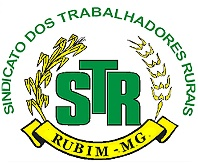 SINDICATO DOS TRABALHADORES RURAIS
STR
RUBIM - MG